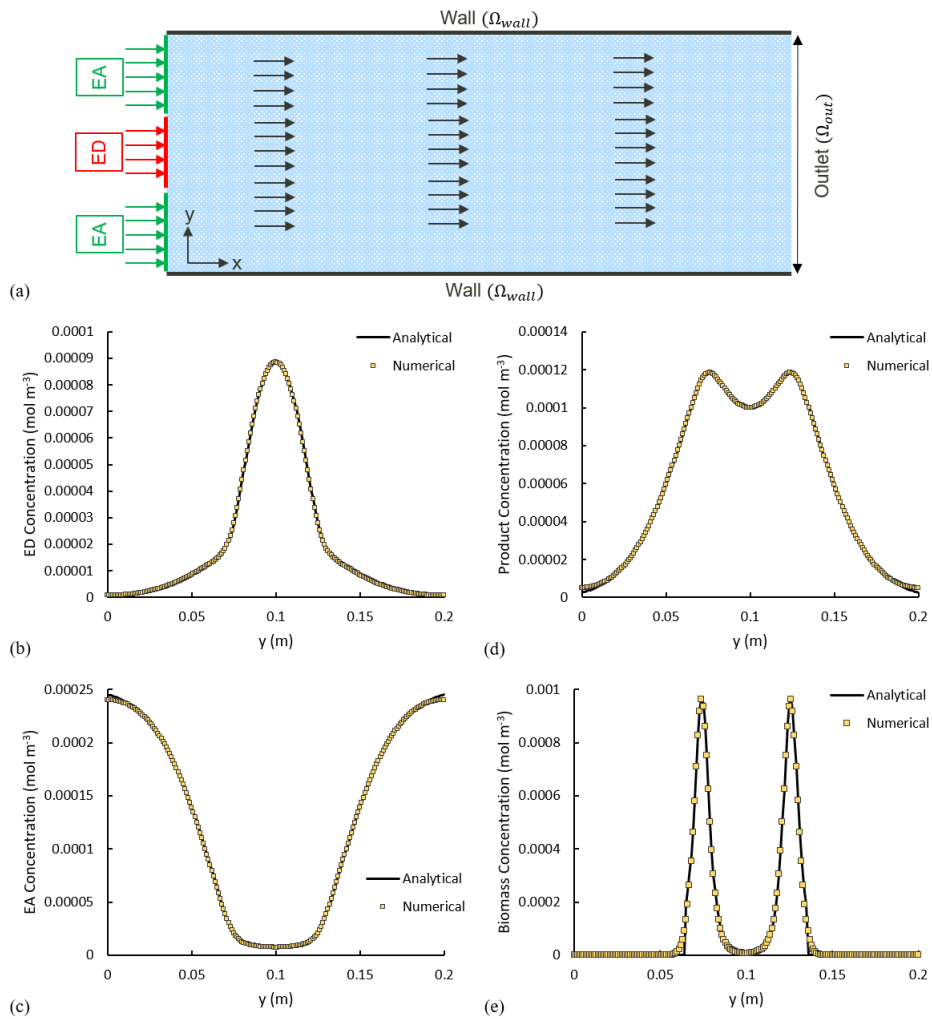 Wall (Ω_wall)
EA
ED
EA
y
x
Outlet (Ω_out)
Wall (Ω_wall)
(a)
0.0001
0.00009
0.00008
0.00007
0.00006
0.00005
0.00004
0.00003
0.00002
0.00001
0
ED Concentration (mol m⁻³)
Analytical
Numerical
0 0.05 0.1 0.15 0.2
y (m)
(b)
0.00014
0.00012
0.0001
0.00008
0.00006
0.00004
0.00002
0
Product Concentration (mol m⁻³)
Analytical
Numerical
0 0.05 0.1 0.15 0.2
y (m)
(d)
0.00025
0.0002
0.00015
0.0001
0.00005
0
EA Concentration (mol m⁻³)
Analytical
Numerical
0 0.05 0.1 0.15 0.2
y (m)
(c)
0.001
0.0008
0.0006
0.0004
0.0002
0
Biomass Concentration (mol m⁻³)
Analytical
Numerical
0 0.05 0.1 0.15 0.2
y (m)
(e)